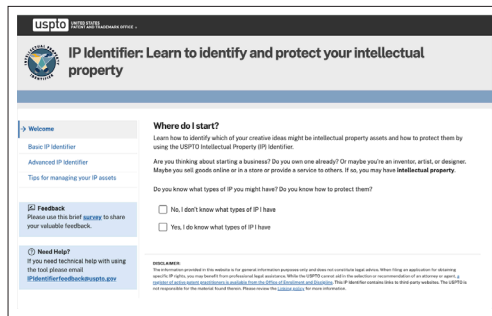 uspto UNITED STATES
PATENT AND TRADEMARK OFFICE
INTELLECTUAL PROPERTY
IDENTIFIER
IP Identifier: Learn to identify and protect your intellectual
property
→ Welcome
Basic IP Identifier
Advanced IP Identifier
Tips for managing your IP assets
Feedback
Please use this brief survey to share
your valuable feedback.
Need Help?
If you need technical help with using
the tool please email
IPidentifierfeedback@uspto.gov
Where do I start?
Learn how to identify which of your creative ideas might be intellectual property assets and how to protect them by
using the USPTO Intellectual Property (IP) Identifier.
Are you thinking about starting a business? Do you own one already? Or maybe you're an inventor, artist, or designer.
Maybe you sell goods online or in a store or provide a service to others. If so, you may have intellectual property.
Do you know what types of IP you might have? Do you know how to protect them?
No, I don't know what types of IP I have
Yes, I do know what types of IP I have
DISCLAIMER:
The information provided in this website is for general information purposes only and does not constitute legal advice. When filing an application for obtaining
specific IP rights, you may benefit from professional legal assistance. While the USPTO cannot aid in the selection or recommendation of an attorney or agent, a
register of active patent practitioners is available from the Office of Enrollment and Discipline. This IP Identifier contains links to third party websites. The USPTO is
not responsible for the material found therein. Please review the Linking policy for more information.